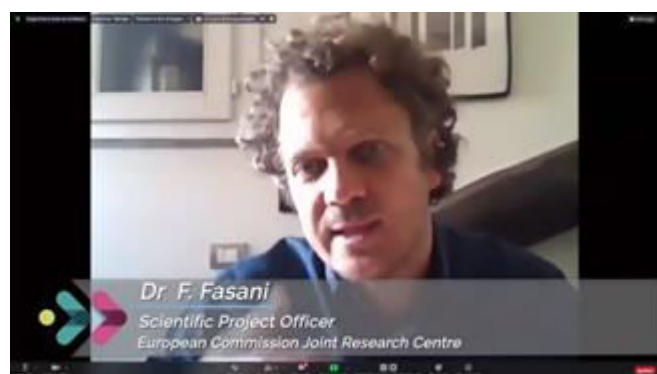 Dr F. Fasani
Scientific Project Officer
European Commission Joint Research Centre